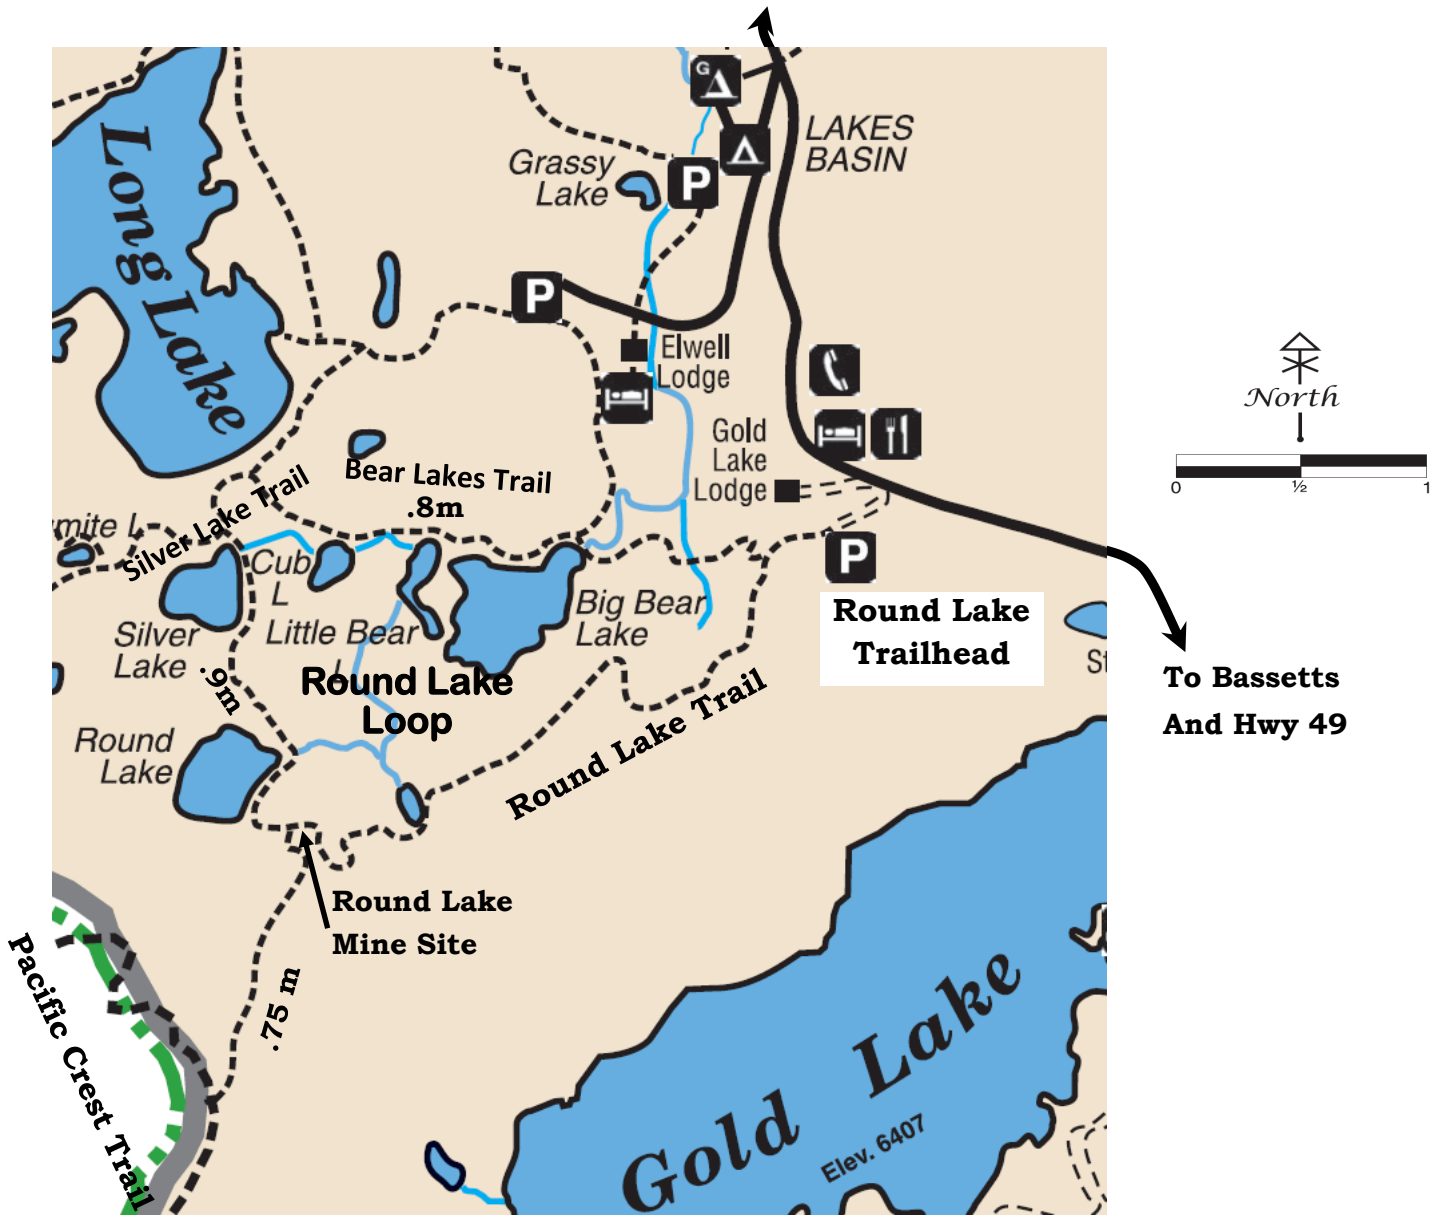 G
LAKES
BASIN
Grassy
Lake
P
Long Lake
P
Elwell
Lodge
Gold
Lake
Lodge
North
0 ½ 1
Bear Lakes Trail
.8m
Silver Lake Trail
mite L
Cub
L
P
Silver
Lake
Little Bear
L
Big Bear
Lake
Round Lake
Trailhead
.9m
Round Lake
Loop
Round
Lake
Round Lake Trail
St
To Bassetts
And Hwy 49
Round Lake
Mine Site
.75 m
Pacific Crest Trail
Gold Lake
Elev. 6407